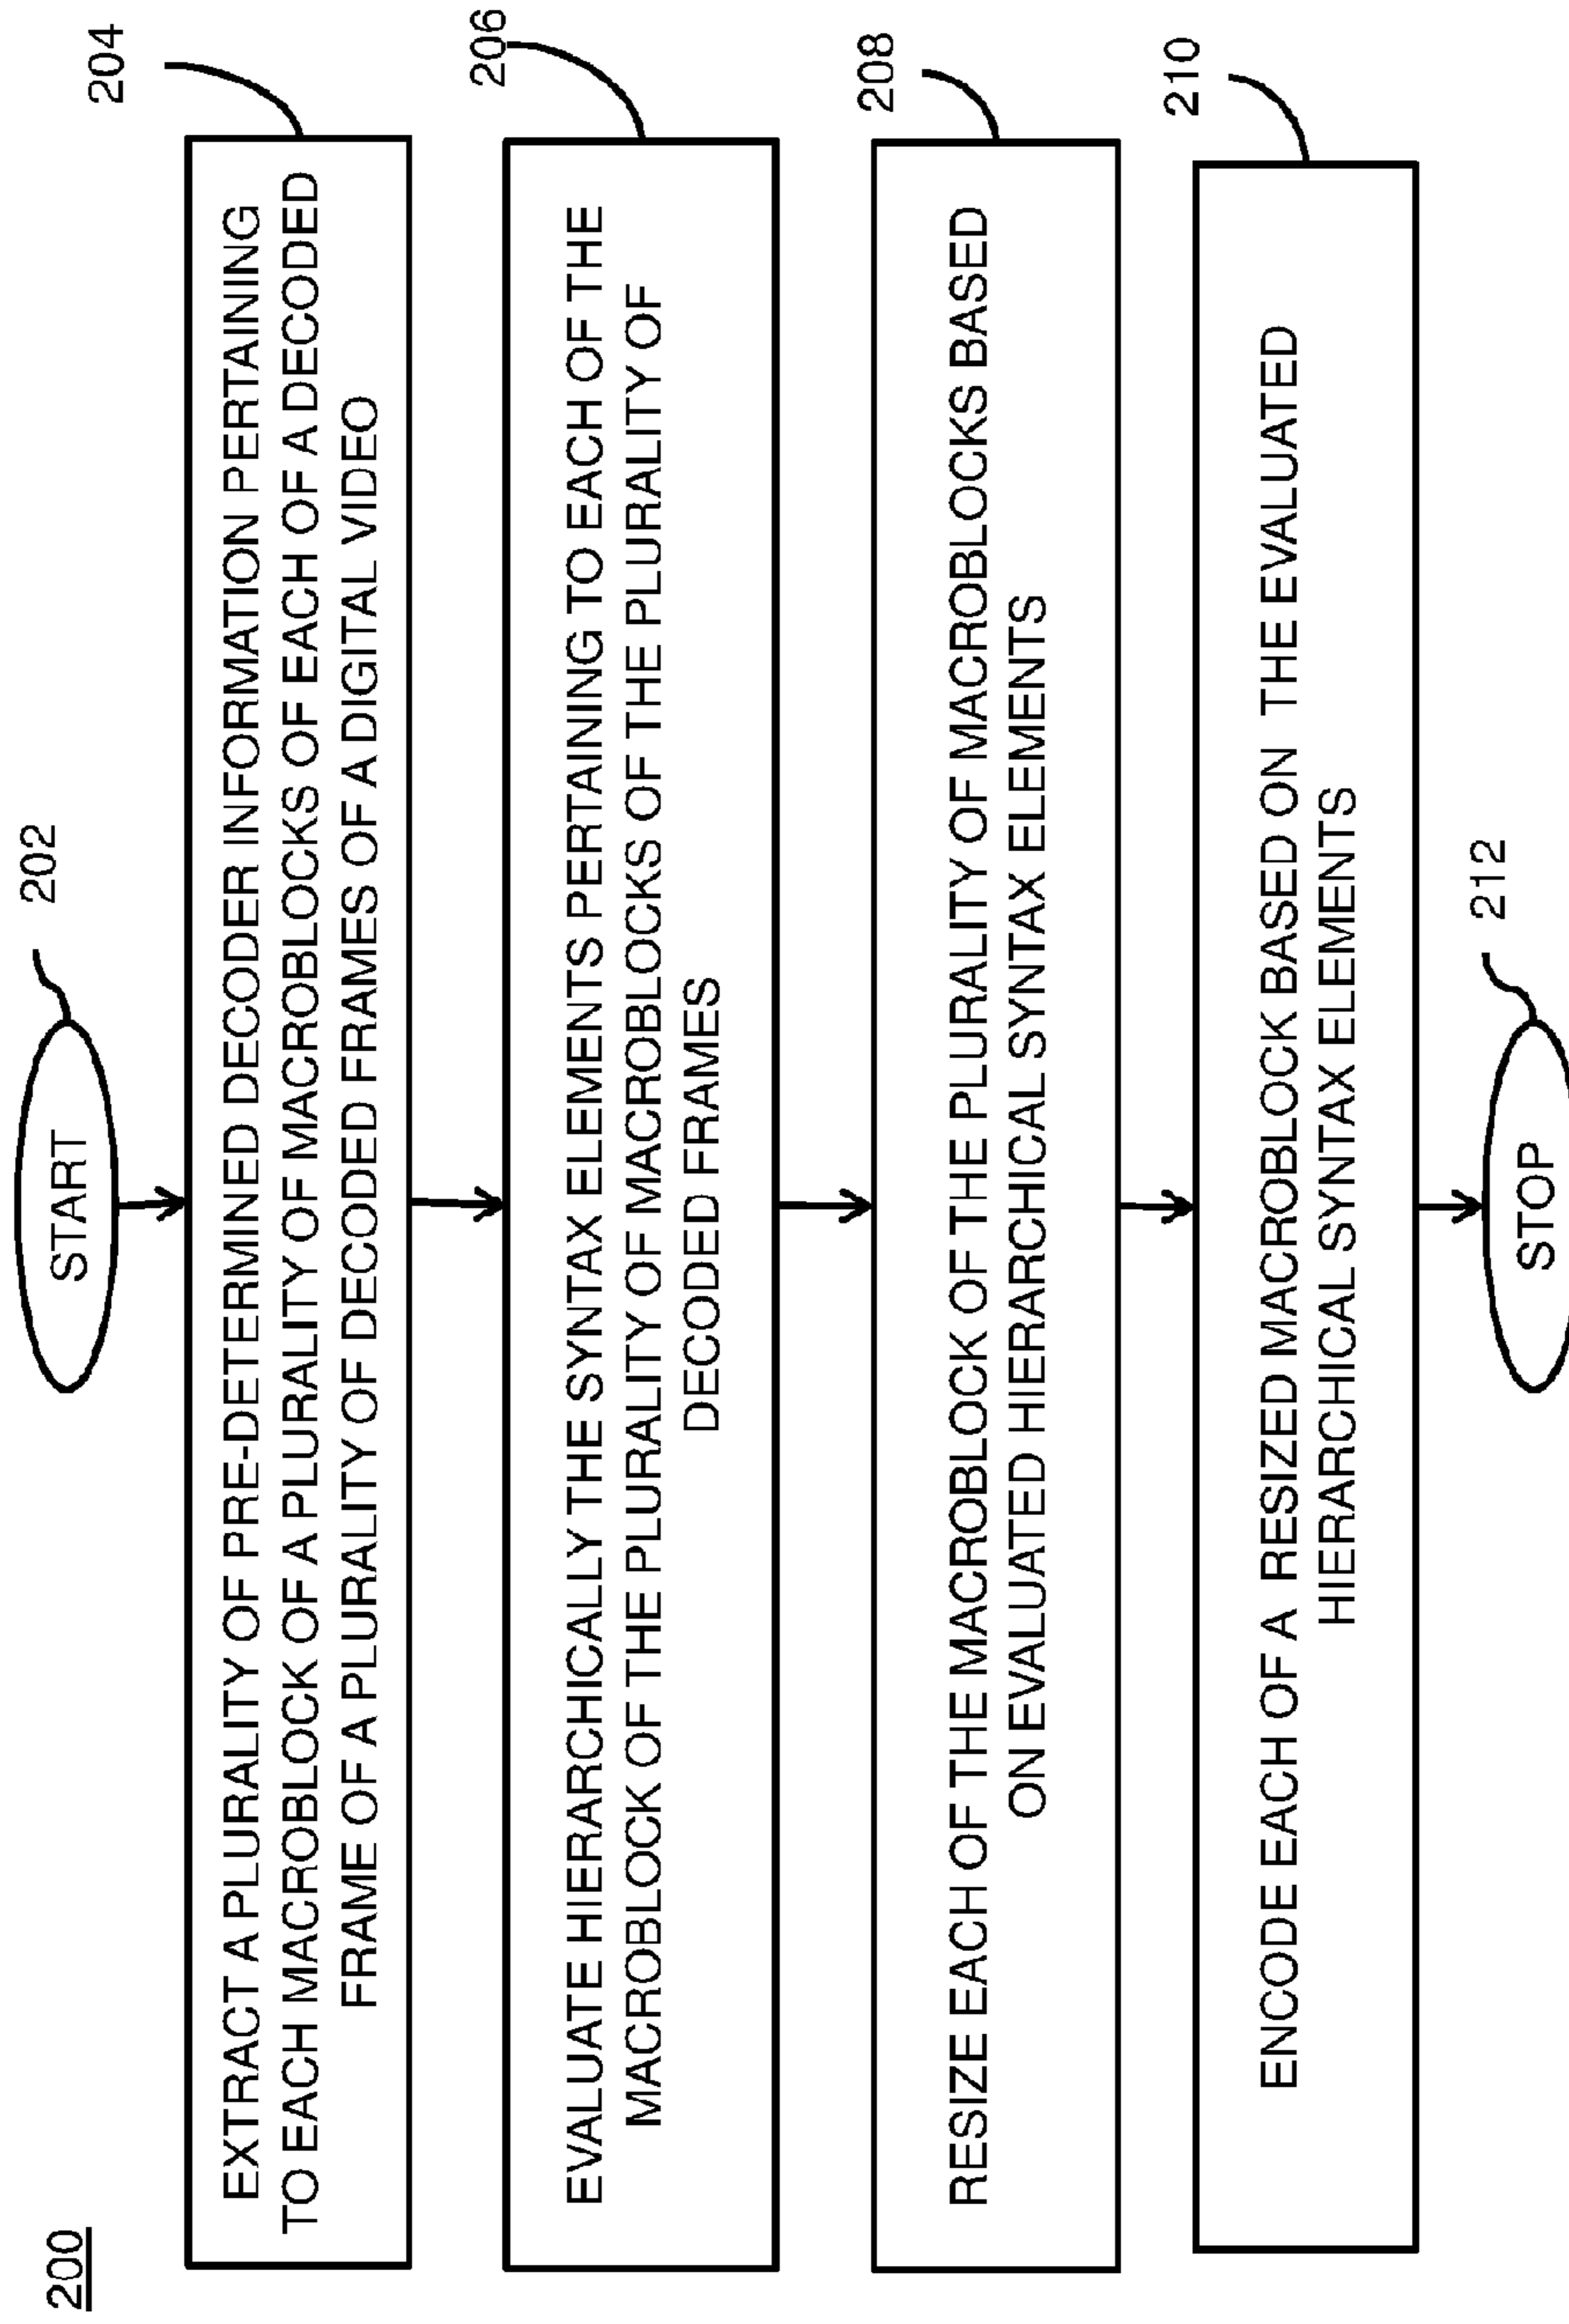 200
START
202
EXTRACT A PLURALITY OF PRE-DETERMINED DECODER INFORMATION PERTAINING
TO EACH MACROBLOCK OF A PLURALITY OF MACROBLOCKS OF EACH OF A DECODED
FRAME OF A PLURALITY OF DECODED FRAMES OF A DIGITAL VIDEO
204
EVALUATE HIERARCHICALLY THE SYNTAX ELEMENTS PERTAINING TO EACH OF THE
MACROBLOCK OF THE PLURALITY OF MACROBLOCKS OF THE PLURALITY OF
DECODED FRAMES
206
RESIZE EACH OF THE MACROBLOCK OF THE PLURALITY OF MACROBLOCKS BASED
ON EVALUATED HIERARCHICAL SYNTAX ELEMENTS
208
ENCODE EACH OF A RESIZED MACROBLOCK BASED ON THE EVALUATED
HIERARCHICAL SYNTAX ELEMENTS
210
STOP
212